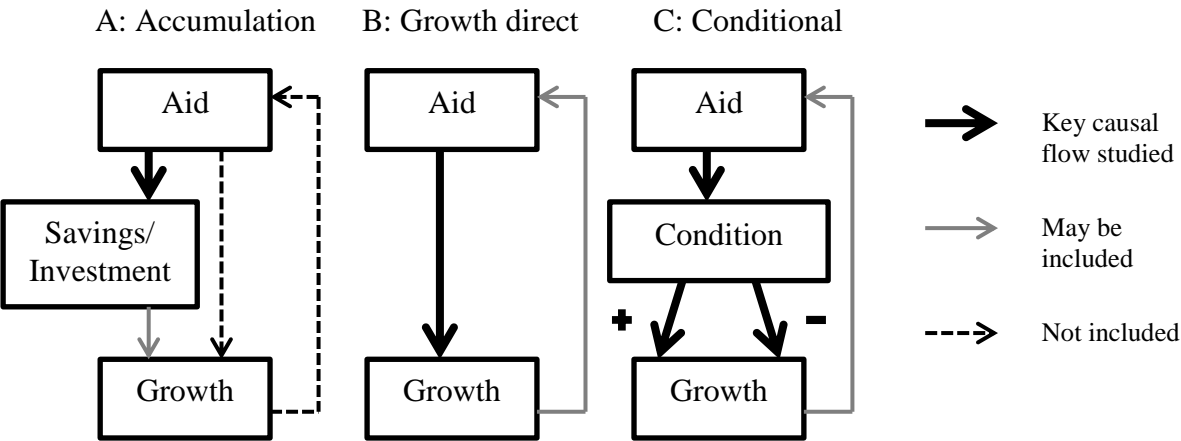 A: Accumulation
B: Growth direct
C: Conditional
Aid
Savings/
Investment
Growth
Aid
Growth
Aid
Condition
+
-
Growth
Key causal
flow studied
May be
included
Not included